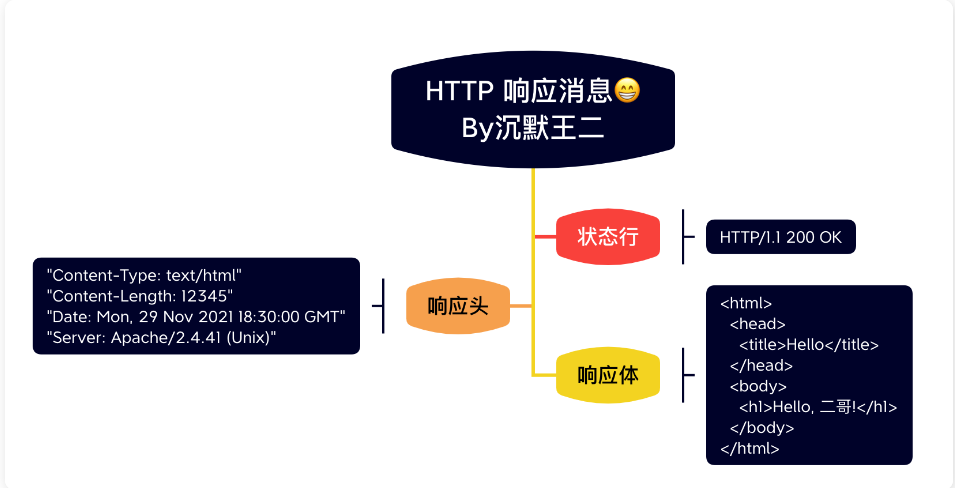 HTTP 响应消息😁
By沉默王二
状态行
HTTP/1.1 200 OK
响应头
"Content-Type: text/html"
"Content-Length: 12345"
"Date: Mon, 29 Nov 2021 18:30:00 GMT"
"Server: Apache/2.4.41 (Unix)"
响应体
<html>
  <head>
    <title>Hello</title>
  </head>
  <body>
    <h1>Hello, 二哥!</h1>
  </body>
</html>